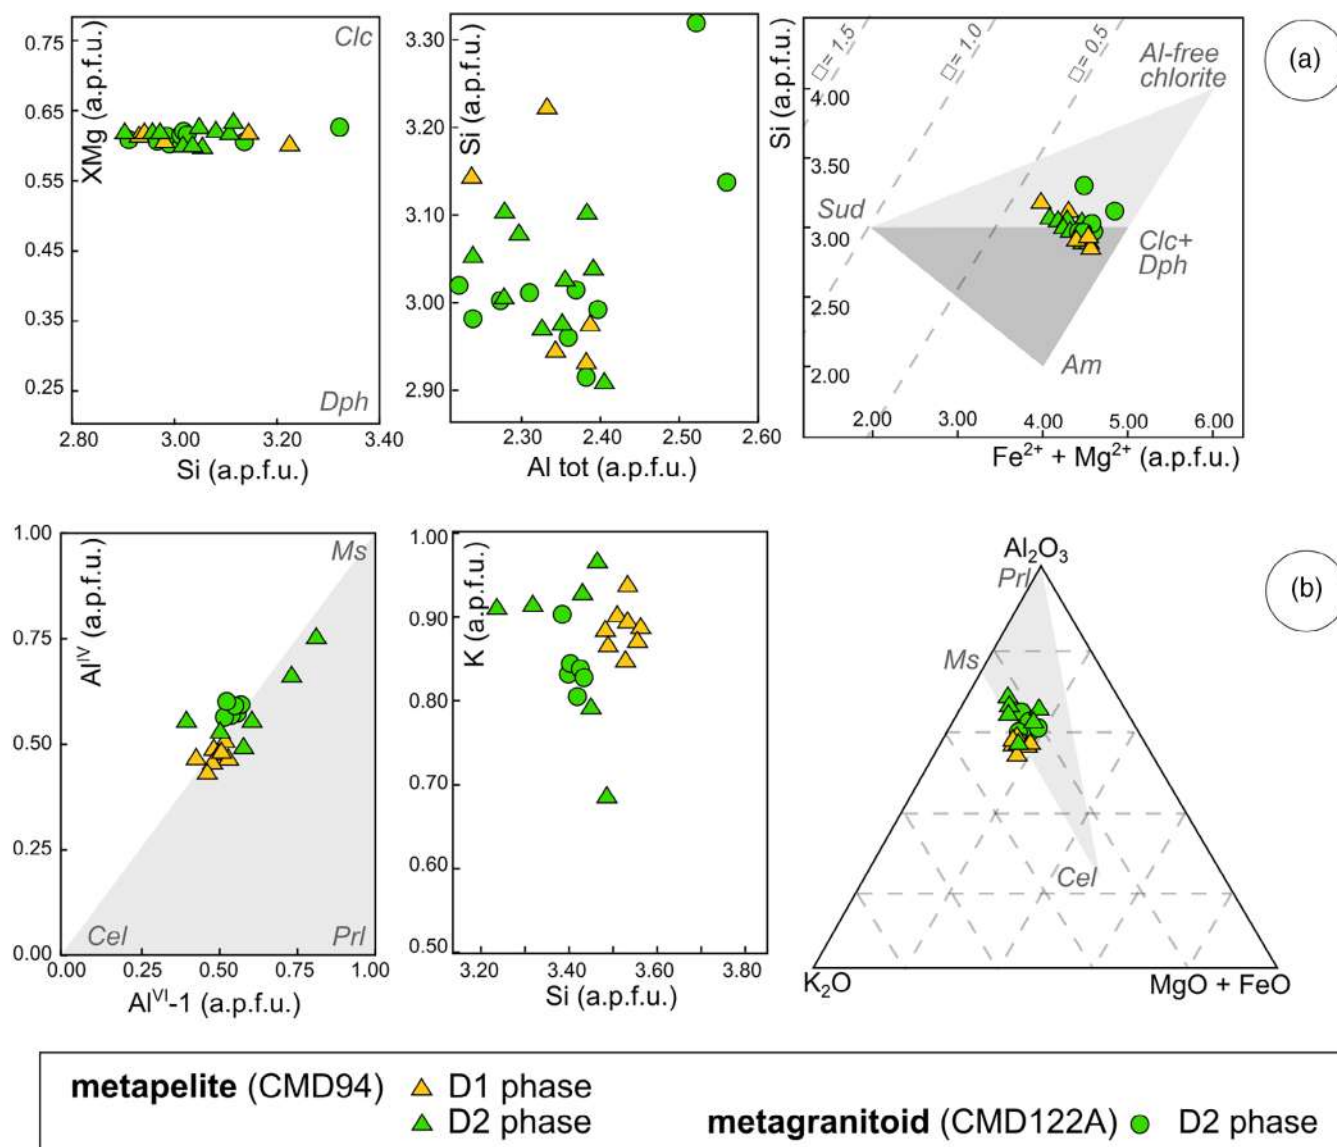 0.75
0.65
0.55
0.45
0.35
0.25
XMg (a.p.f.u.)
Clc
Dph
2.80 3.00 3.20 3.40
Si (a.p.f.u.)
3.30
3.20
3.10
3.00
2.90
Si (a.p.f.u.)
2.30 2.40 2.50 2.60
Al tot (a.p.f.u.)
Si (a.p.f.u.)
4.00
3.50
3.00
2.50
2.00
□= 1.5
□= 1.0
□= 0.5
Al-free
chlorite
Sud
Clc+
Dph
Am
2.00 3.00 4.00 5.00 6.00
Fe²⁺ + Mg²⁺ (a.p.f.u.)
(a)
1.00
0.75
0.50
0.25
0.00
Al^IV (a.p.f.u.)
Ms
Cel
Prl
0.00 0.25 0.50 0.75 1.00
Al^VI-1 (a.p.f.u.)
1.00
0.90
0.80
0.70
0.60
0.50
K (a.p.f.u.)
3.20 3.40 3.60 3.80
Si (a.p.f.u.)
Al₂O₃
Prl
Ms
Cel
K₂O
MgO + FeO
(b)
metapelite (CMD94) D1 phase
D2 phase
metagranitoid (CMD122A) D2 phase